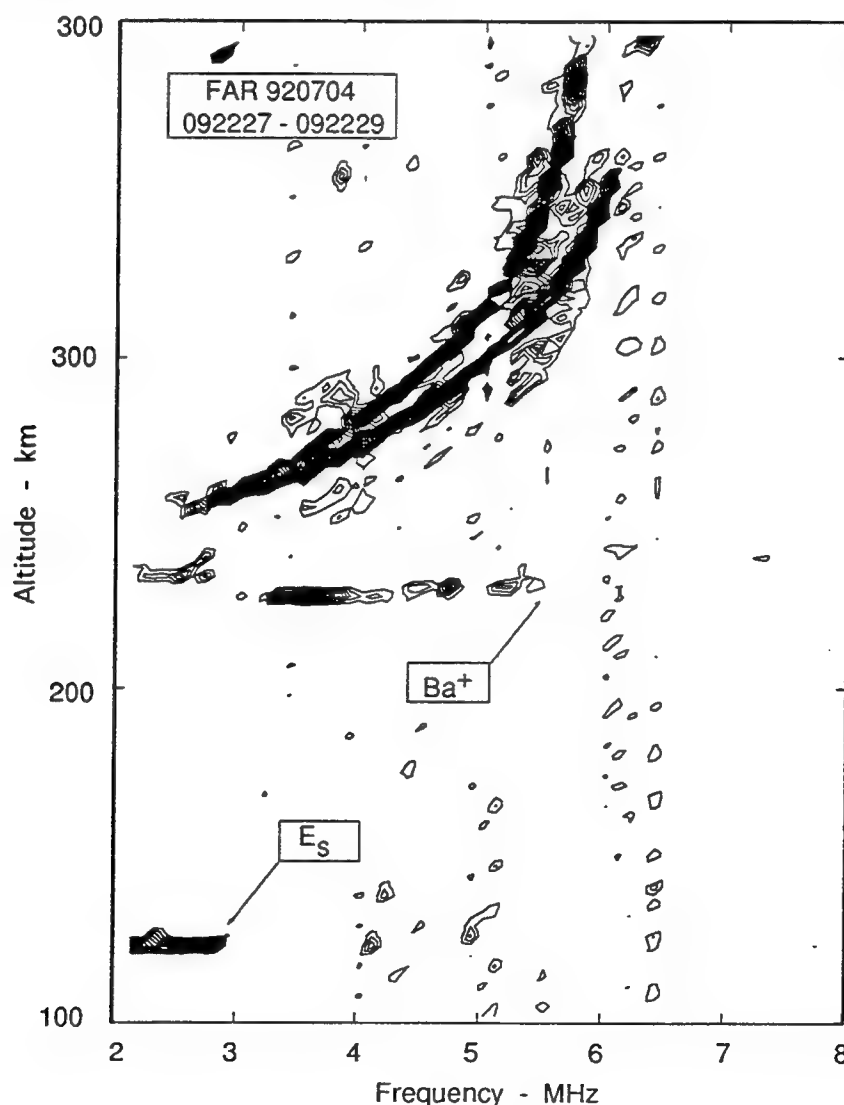 300
FAR 920704
092227 - 092229
300
Altitude - km
200
Ba+
Es
100
2 3 4 5 6 7 8
Frequency - MHz